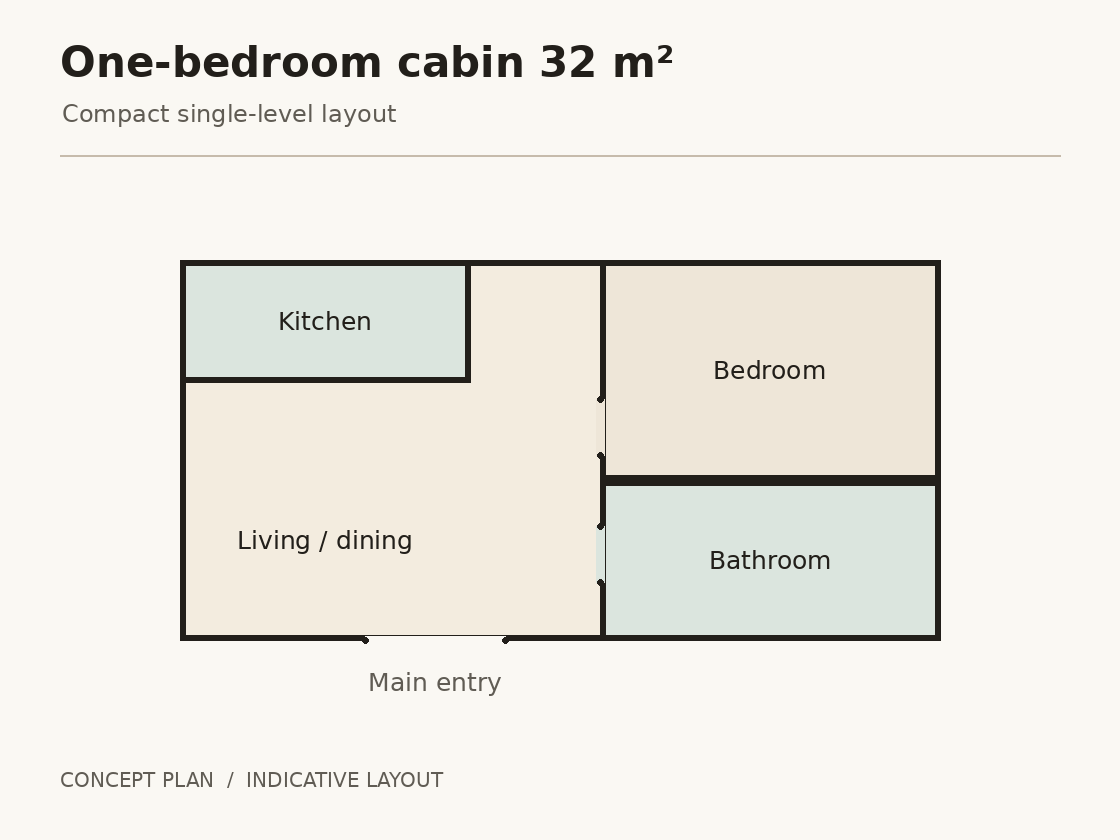 One-bedroom cabin 32 m²
Compact single-level layout
Kitchen
Bedroom
Living / dining
Bathroom
Main entry
CONCEPT PLAN / INDICATIVE LAYOUT